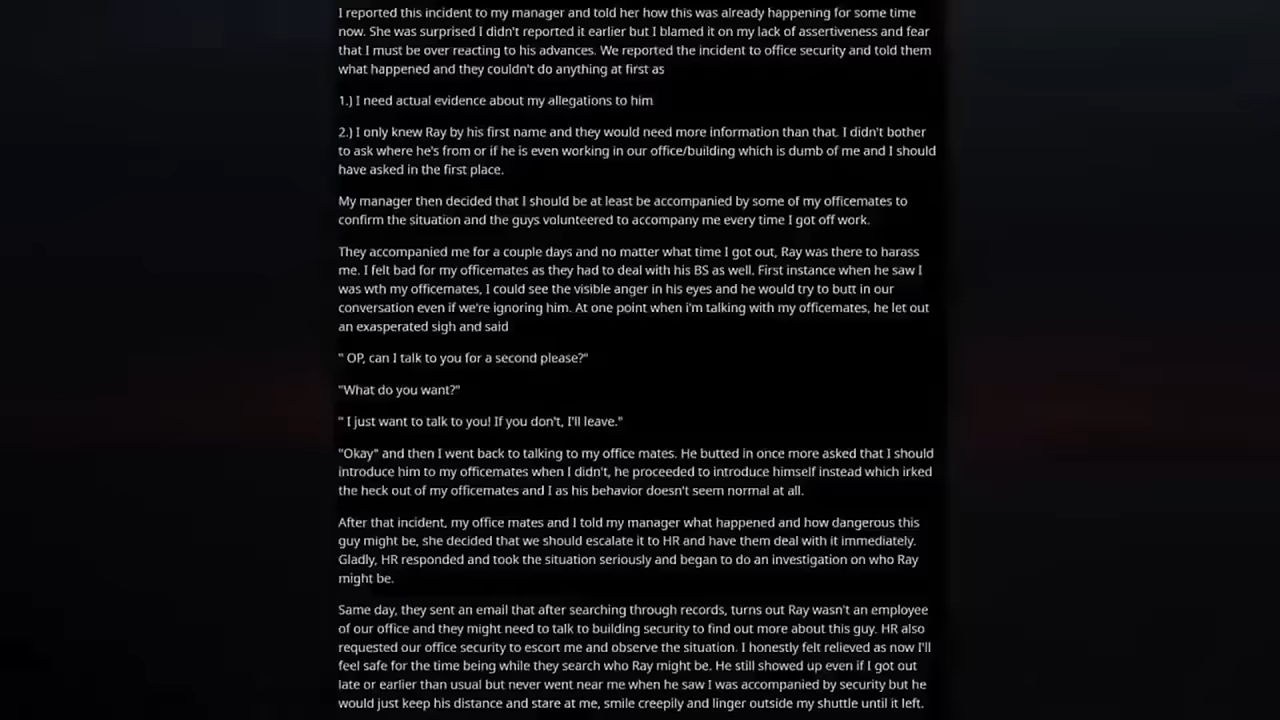 I reported this incident to my manager and told her how this was already happening for some time
now. She was surprised I didn't reported it earlier but I blamed it on my lack of assertiveness and fear
that I must be over reacting to his advances. We reported the incident to office security and told them
what happened and they couldn't do anything at first as
1.) I need actual evidence about my allegations to him
2.) I only knew Ray by his first name and they would need more information than that. I didn't bother
to ask where he's from or if he is even working in our office/building which is dumb of me and I should
have asked in the first place.
My manager then decided that I should be at least be accompanied by some of my officemates to
confirm the situation and the guys volunteered to accompany me every time I got off work.
They accompanied me for a couple days and no matter what time I got out, Ray was there to harass
me. I felt bad for my officemates as they had to deal with his BS as well. First instance when he saw I
was wth my officemates, I could see the visible anger in his eyes and he would try to butt in our
conversation even if we're ignoring him. At one point when i'm talking with my officemates, he let out
an exasperated sigh and said
" OP, can I talk to you for a second please?"
"What do you want?"
" I just want to talk to you! If you don't, I'll leave."
"Okay" and then I went back to talking to my office mates. He butted in once more asked that I should
introduce him to my officemates when I didn't, he proceeded to introduce himself instead which irked
the heck out of my officemates and I as his behavior doesn't seem normal at all.
After that incident, my office mates and I told my manager what happened and how dangerous this
guy might be, she decided that we should escalate it to HR and have them deal with it immediately.
Gladly, HR responded and took the situation seriously and began to do an investigation on who Ray
might be.
Same day, they sent an email that after searching through records, turns out Ray wasn't an employee
of our office and they might need to talk to building security to find out more about this guy. HR also
requested our office security to escort me and observe the situation. I honestly felt relieved as now I'll
feel safe for the time being while they search who Ray might be. He still showed up even if I got out
late or earlier than usual but never went near me when he saw I was accompanied by security but he
would just keep his distance and stare at me, smile creepily and linger outside my shuttle until it left.